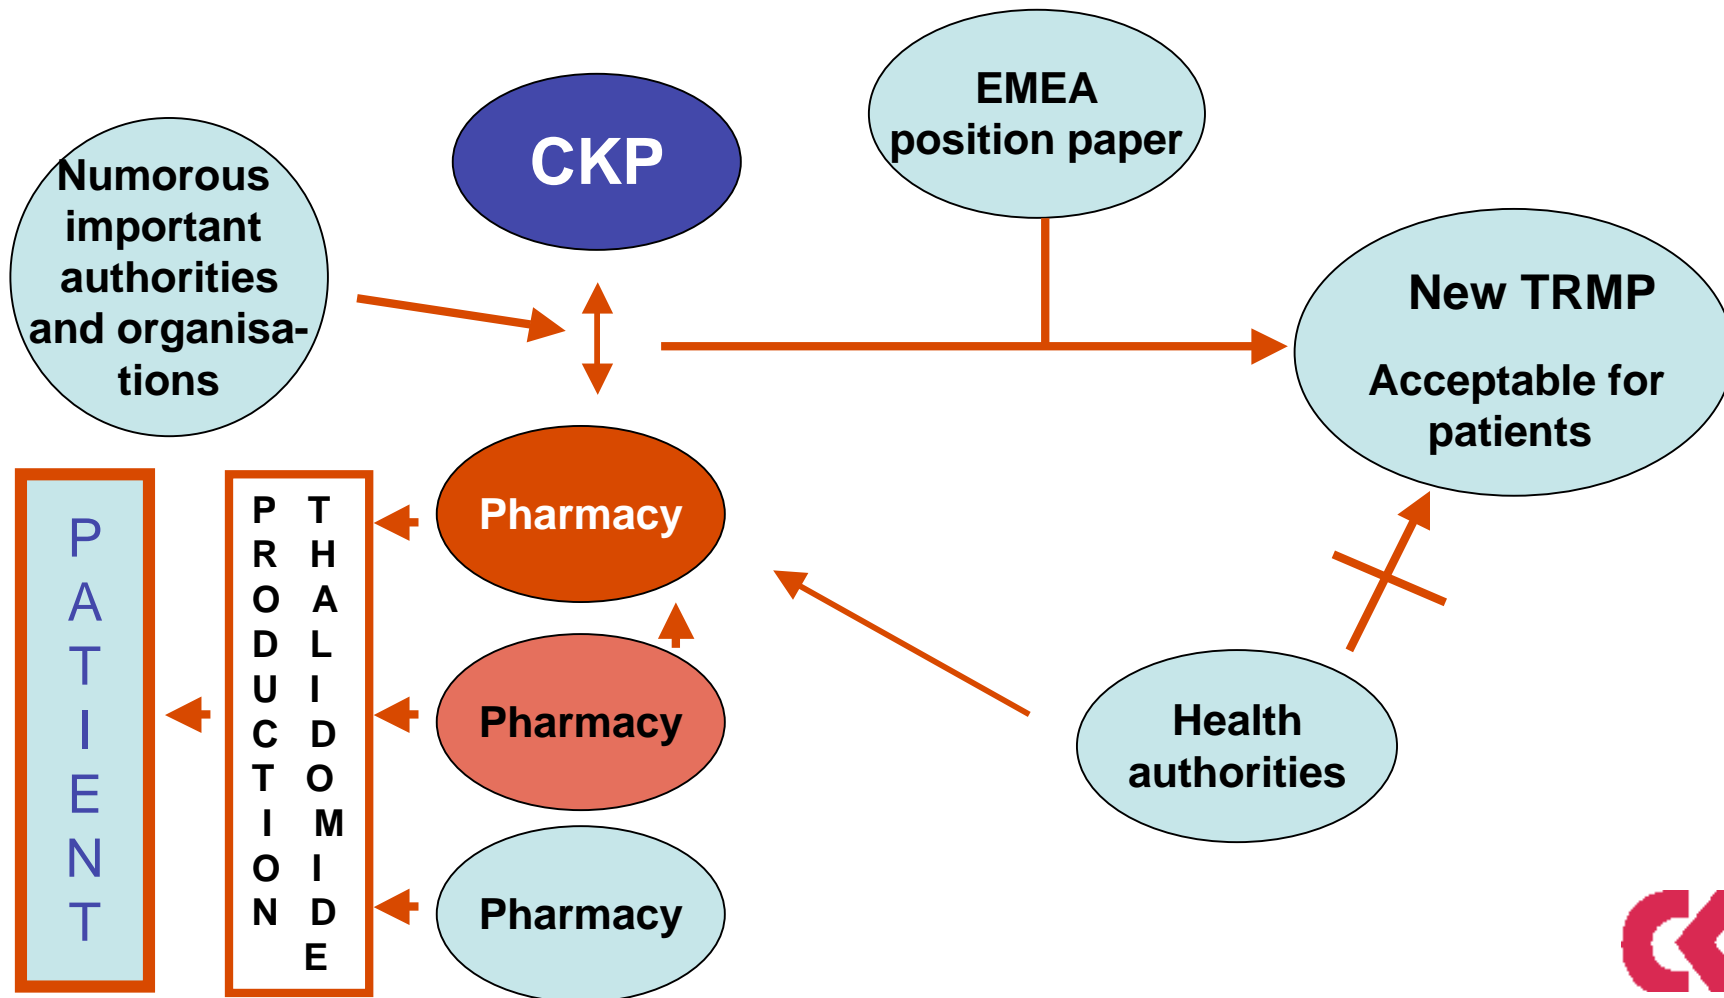 Numorous
important
authorities
and organisa-
tions
CKP
EMEA
position paper
New TRMP
Acceptable for
patients
PATIENT
PRODUCTION
THALIDOMIDE
Pharmacy
Pharmacy
Pharmacy
Health
authorities